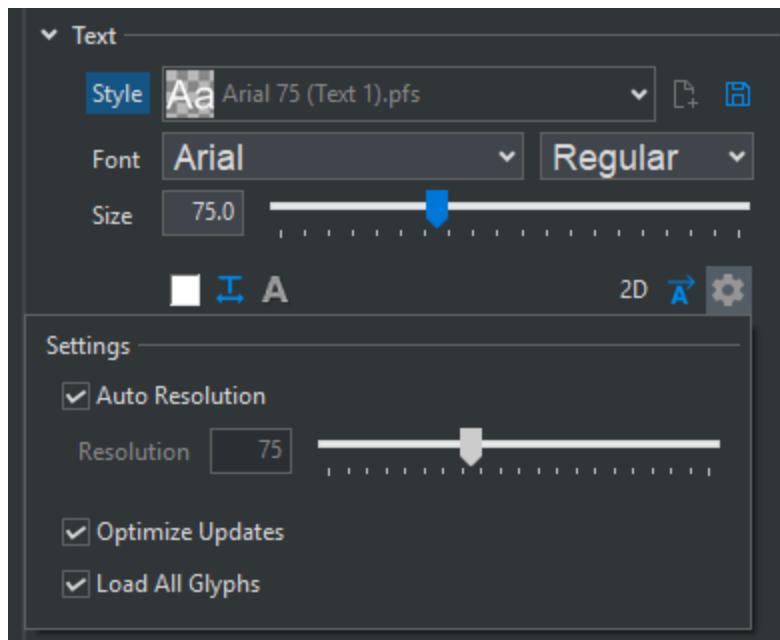 Text
Style Aa Arial 75 (Text 1).pfs
Font Arial Regular
Size 75.0
A 2D A
Settings
Auto Resolution
Resolution 75
Optimize Updates
Load All Glyphs